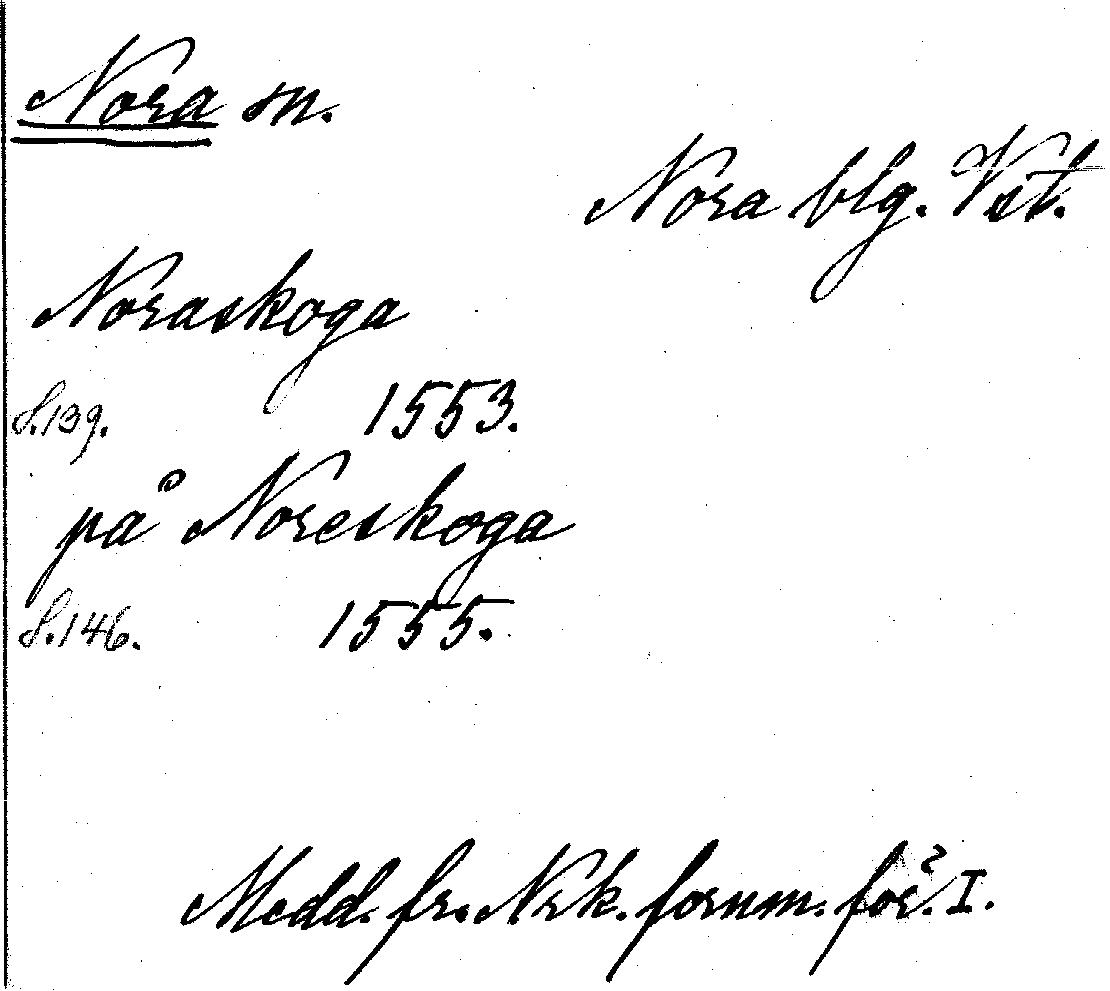 Nora sn.
Nora blg. Vst.
Noraskoga
S.139. 1553.
på Noreskoga
S.146. 1555.
Medd. fr. Nrk. fornm. för. I.